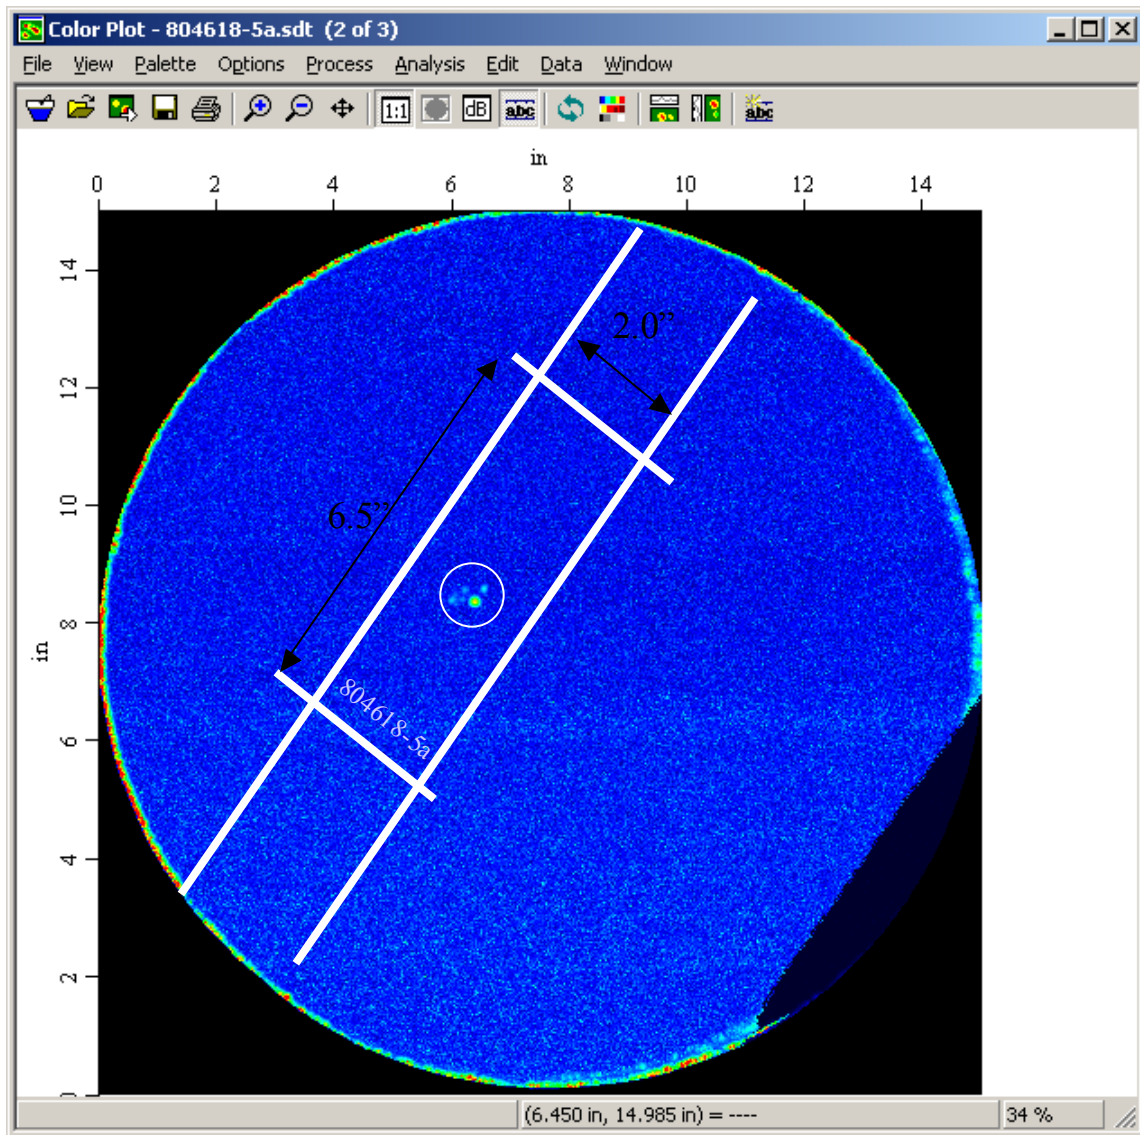 Color Plot - 804618-5a.sdt (2 of 3)
File View Palette Options Process Analysis Edit Data Window
1:1 dB abc abc
in
0 2 4 6 8 10 12 14
14
2.0”
12
6.5”
10
8
in
804618-5a
6
4
2
(6.450 in, 14.985 in) = ---- 34 %